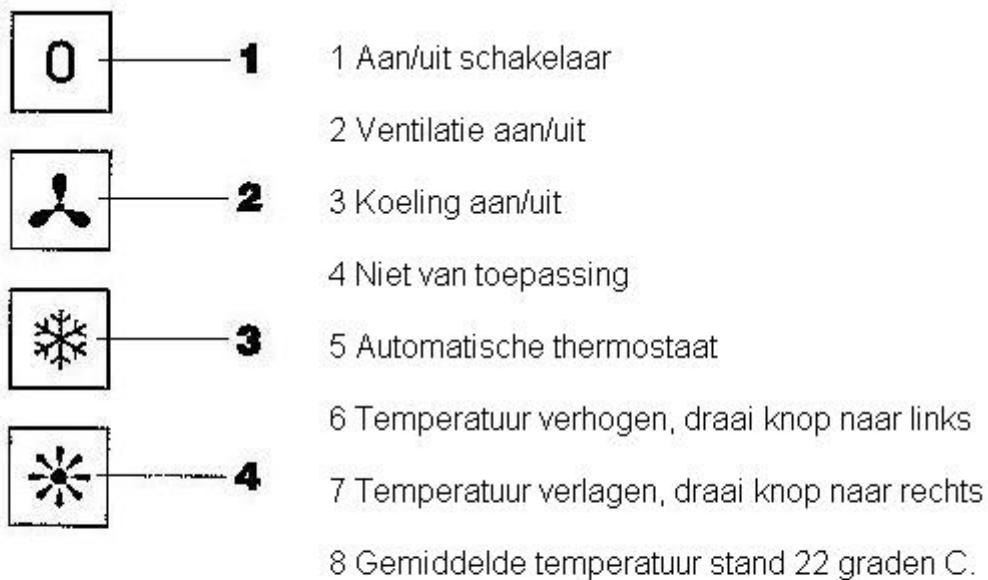 0 1 1 Aan/uit schakelaar
2 Ventilatie aan/uit
2
3 Koeling aan/uit
4 Niet van toepassing
3 5 Automatische thermostaat
6 Temperatuur verhogen, draai knop naar links
4 7 Temperatuur verlagen, draai knop naar rechts
8 Gemiddelde temperatuur stand 22 graden C.